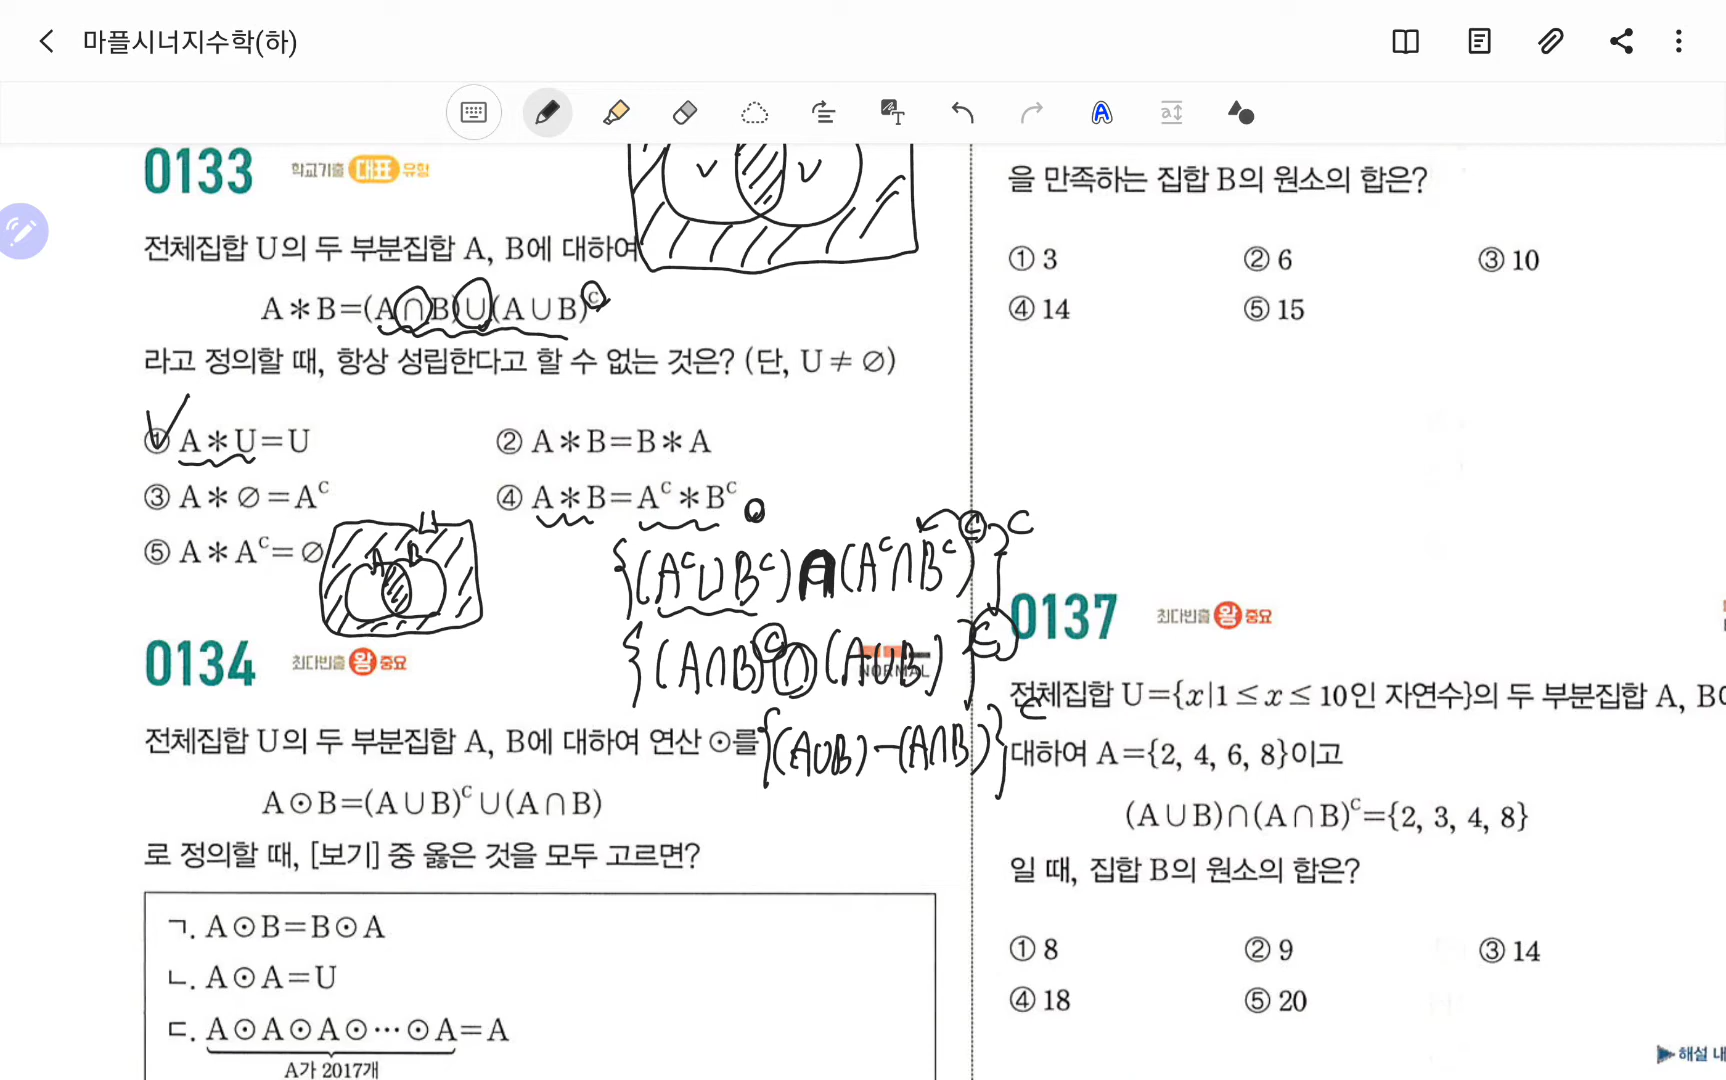 마플시너지수학(하)
0133 학교기출 대표 유형
전체집합 U의 두 부분집합 A, B에 대하여
A∗B=(A∩B)∪(A∪B)ᶜ
라고 정의할 때, 항상 성립한다고 할 수 없는 것은? (단, U≠∅)
① A∗U=U ② A∗B=B∗A
③ A∗∅=Aᶜ ④ A∗B=Aᶜ∗Bᶜ
⑤ A∗Aᶜ=∅
U
A B
{(Aᶜ∪Bᶜ)∩(Aᶜ∩Bᶜ)ᶜ}ᶜ
{(A∩B)ᶜ∩(A∪B)}ᶜ
{(A∪B)-(A∩B)}ᶜ
0134 최다빈출 왕 중요
NORMAL
전체집합 U의 두 부분집합 A, B에 대하여 연산 ⊙를
A⊙B=(A∪B)ᶜ∪(A∩B)
로 정의할 때, [보기] 중 옳은 것을 모두 고르면?
ㄱ. A⊙B=B⊙A
ㄴ. A⊙A=U
ㄷ. A⊙A⊙A⊙⋯⊙A=A
A가 2017개
을 만족하는 집합 B의 원소의 합은?
① 3 ② 6 ③ 10
④ 14 ⑤ 15
0137 최다빈출 왕 중요
전체집합 U={x|1≤x≤10인 자연수}의 두 부분집합 A, B
대하여 A={2, 4, 6, 8}이고
(A∪B)∩(A∩B)ᶜ={2, 3, 4, 8}
일 때, 집합 B의 원소의 합은?
① 8 ② 9 ③ 14
④ 18 ⑤ 20
해설 내